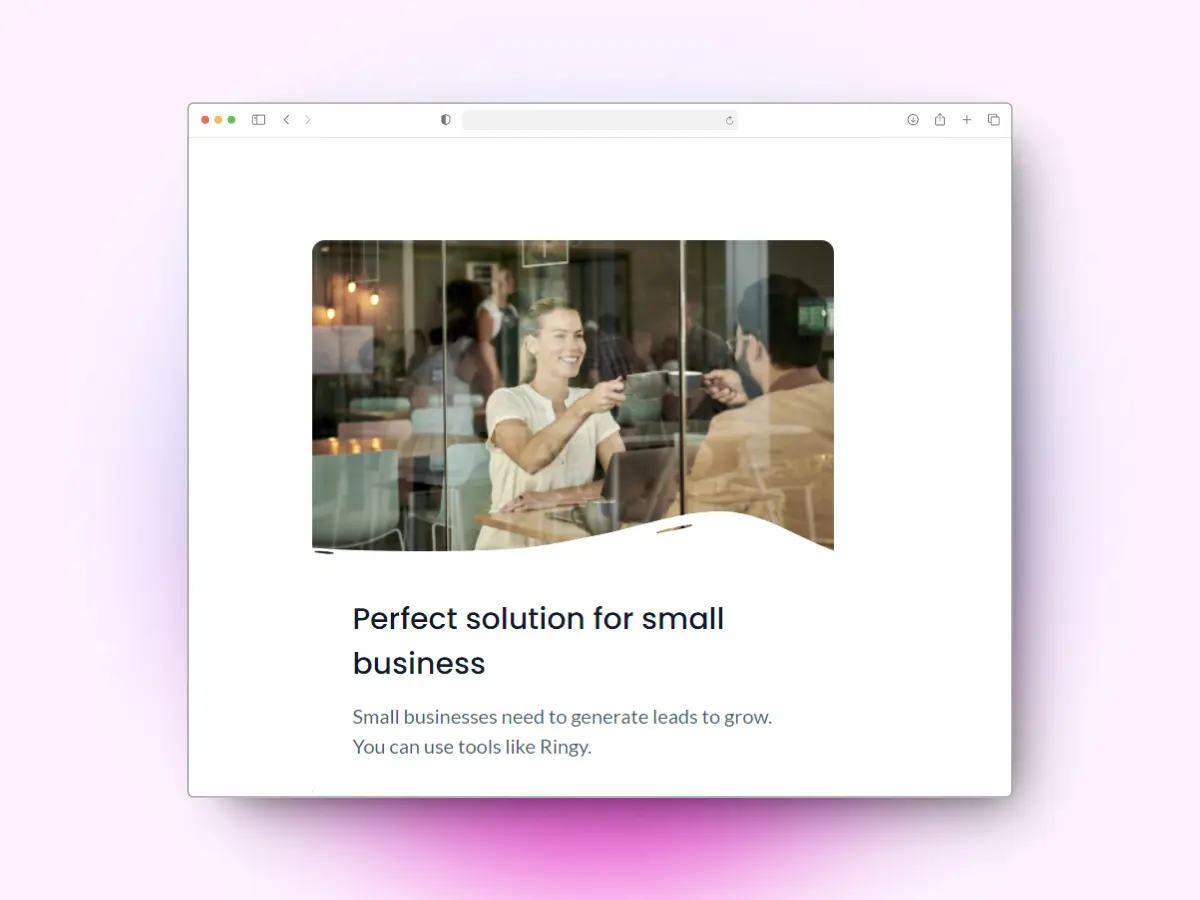 Perfect solution for small
business
Small businesses need to generate leads to grow.
You can use tools like Ringy.